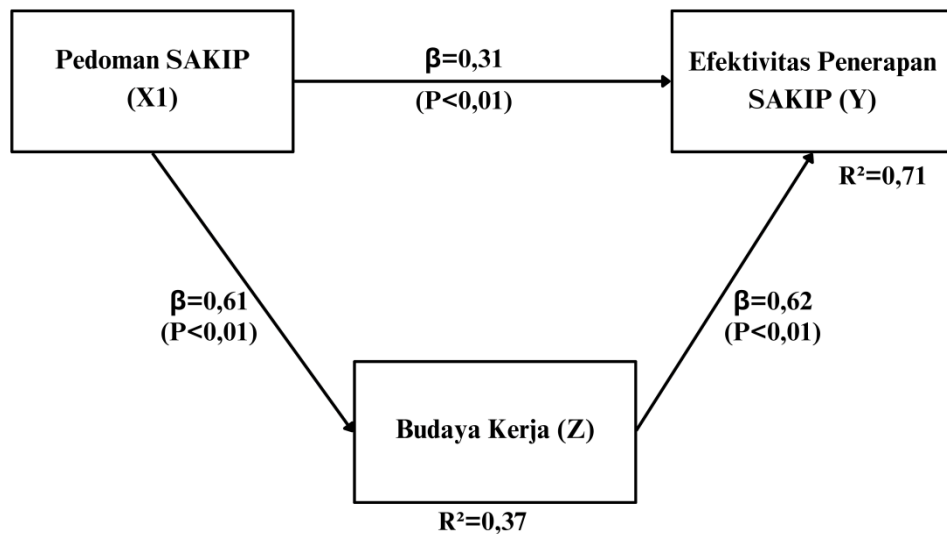 Pedoman SAKIP
(X1)
β=0,31
(P<0,01)
Efektivitas Penerapan
SAKIP (Y)
R²=0,71
β=0,61
(P<0,01)
β=0,62
(P<0,01)
Budaya Kerja (Z)
R²=0,37